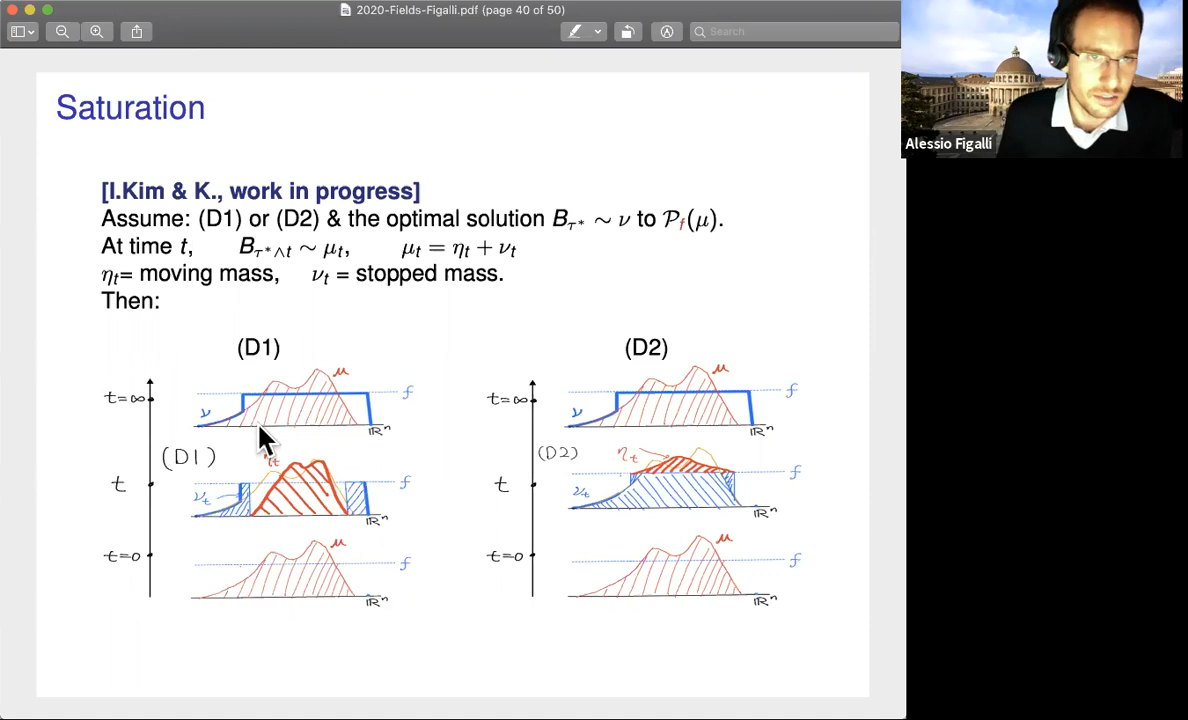 2020-Fields-Figalli.pdf (page 40 of 50)
Search
Alessio Figalli
Saturation
[I.Kim & K., work in progress]
Assume: (D1) or (D2) & the optimal solution B_{τ*} ∼ ν to 𝒫_f(μ).
At time t, B_{τ*∧t} ∼ μ_t, μ_t = η_t + ν_t
η_t= moving mass, ν_t = stopped mass.
Then:
(D1)
t=∞
μ
f
ν
ℝⁿ
(D1)
η_t
t
f
ν_t
ℝⁿ
μ
t=0
f
ℝⁿ
(D2)
t=∞
μ
f
ν
ℝⁿ
(D2)
η_t
t
f
ν_t
ℝⁿ
μ
t=0
f
ℝⁿ